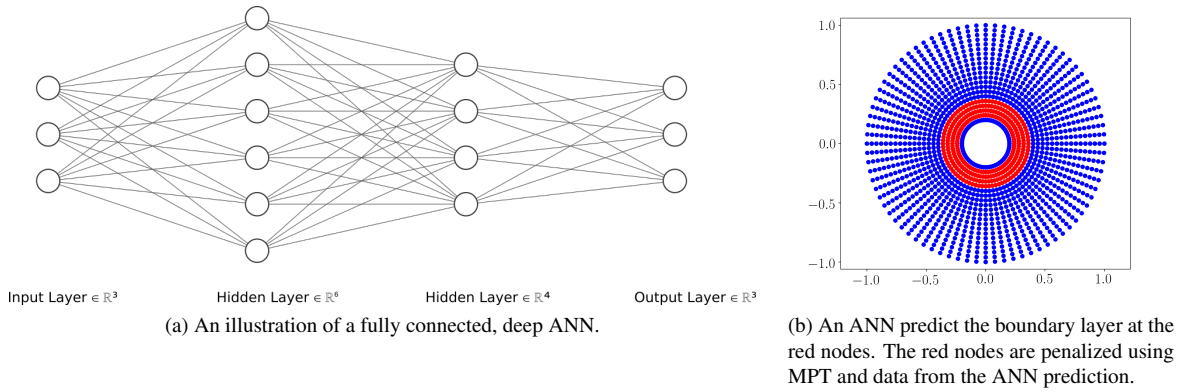 Input Layer ∈ ℝ³
Hidden Layer ∈ ℝ⁶
Hidden Layer ∈ ℝ⁴
Output Layer ∈ ℝ³
(a) An illustration of a fully connected, deep ANN.
1.0
0.5
0.0
−0.5
−1.0
−1.0
−0.5
0.0
0.5
1.0
(b) An ANN predict the boundary layer at the
red nodes. The red nodes are penalized using
MPT and data from the ANN prediction.